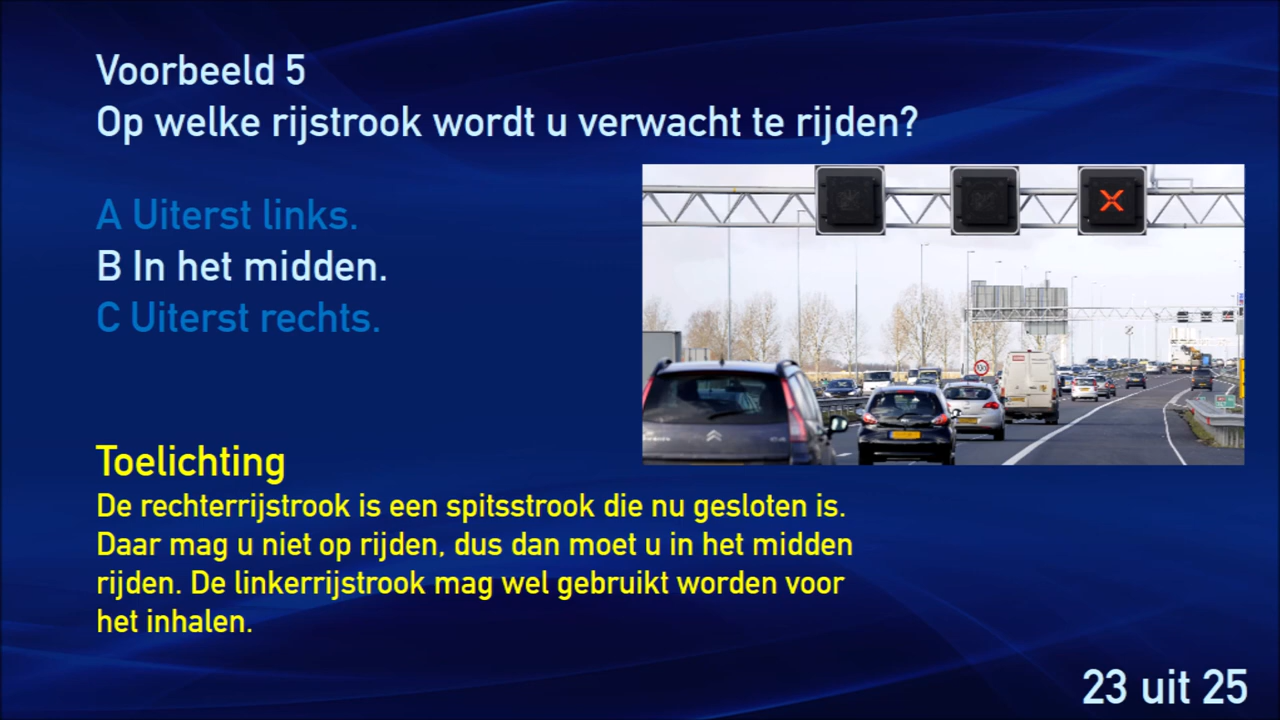 Voorbeeld 5
Op welke rijstrook wordt u verwacht te rijden?
A Uiterst links.
B In het midden.
C Uiterst rechts.
Toelichting
De rechterrijstrook is een spitsstrook die nu gesloten is.
Daar mag u niet op rijden, dus dan moet u in het midden
rijden. De linkerrijstrook mag wel gebruikt worden voor
het inhalen.
23 uit 25